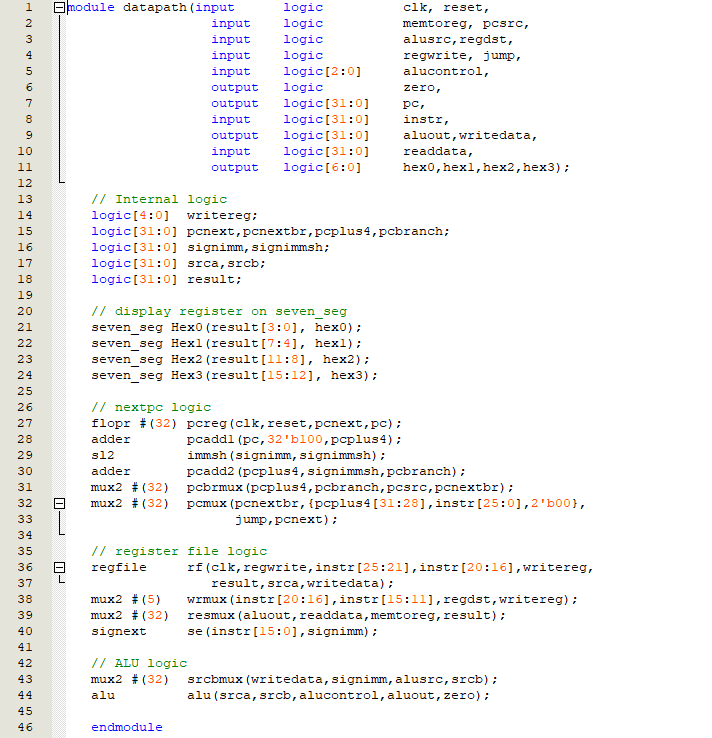 1 module datapath(input logic clk, reset,
2 input logic memtoreg, pcsrc,
3 input logic alusrc,regdst,
4 input logic regwrite, jump,
5 input logic[2:0] alucontrol,
6 output logic zero,
7 output logic[31:0] pc,
8 input logic[31:0] instr,
9 output logic[31:0] aluout,writedata,
10 input logic[31:0] readdata,
11 output logic[6:0] hex0,hex1,hex2,hex3);
12
13 // Internal logic
14 logic[4:0] writereg;
15 logic[31:0] pcnext,pcnextbr,pcplus4,pcbranch;
16 logic[31:0] signimm,signimmsh;
17 logic[31:0] srca,srcb;
18 logic[31:0] result;
19
20 // display register on seven_seg
21 seven_seg Hex0(result[3:0], hex0);
22 seven_seg Hex1(result[7:4], hex1);
23 seven_seg Hex2(result[11:8], hex2);
24 seven_seg Hex3(result[15:12], hex3);
25
26 // nextpc logic
27 flopr #(32) pcreg(clk,reset,pcnext,pc);
28 adder pcadd1(pc,32'b100,pcplus4);
29 sl2 immsh(signimm,signimmsh);
30 adder pcadd2(pcplus4,signimmsh,pcbranch);
31 mux2 #(32) pcbrmux(pcplus4,pcbranch,pcsrc,pcnextbr);
32 mux2 #(32) pcmux(pcnextbr,{pcplus4[31:28],instr[25:0],2'b00},
33 jump,pcnext);
34
35 // register file logic
36 regfile rf(clk,regwrite,instr[25:21],instr[20:16],writereg,
37 result,srca,writedata);
38 mux2 #(5) wrmux(instr[20:16],instr[15:11],regdst,writereg);
39 mux2 #(32) resmux(aluout,readdata,memtoreg,result);
40 signext se(instr[15:0],signimm);
41
42 // ALU logic
43 mux2 #(32) srcbmux(writedata,signimm,alusrc,srcb);
44 alu alu(srca,srcb,alucontrol,aluout,zero);
45
46 endmodule